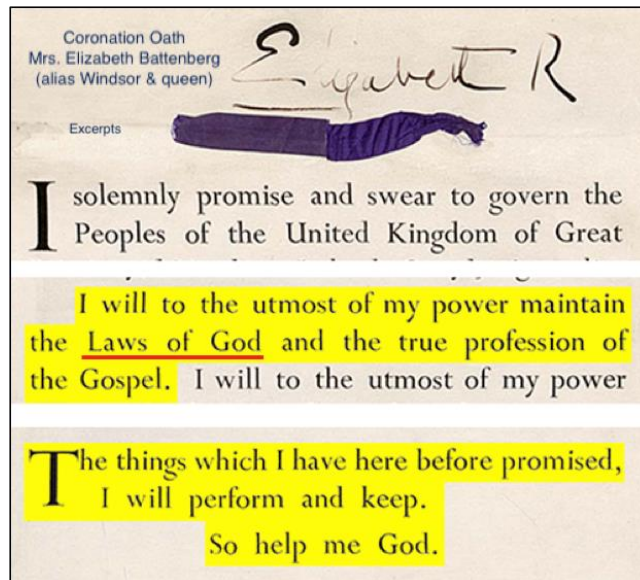 Coronation Oath
Mrs. Elizabeth Battenberg
(alias Windsor & queen)
Elizabeth R
Excerpts
I solemnly promise and swear to govern the
Peoples of the United Kingdom of Great
I will to the utmost of my power maintain
the Laws of God and the true profession of
the Gospel. I will to the utmost of my power
The things which I have here before promised,
I will perform and keep.
So help me God.